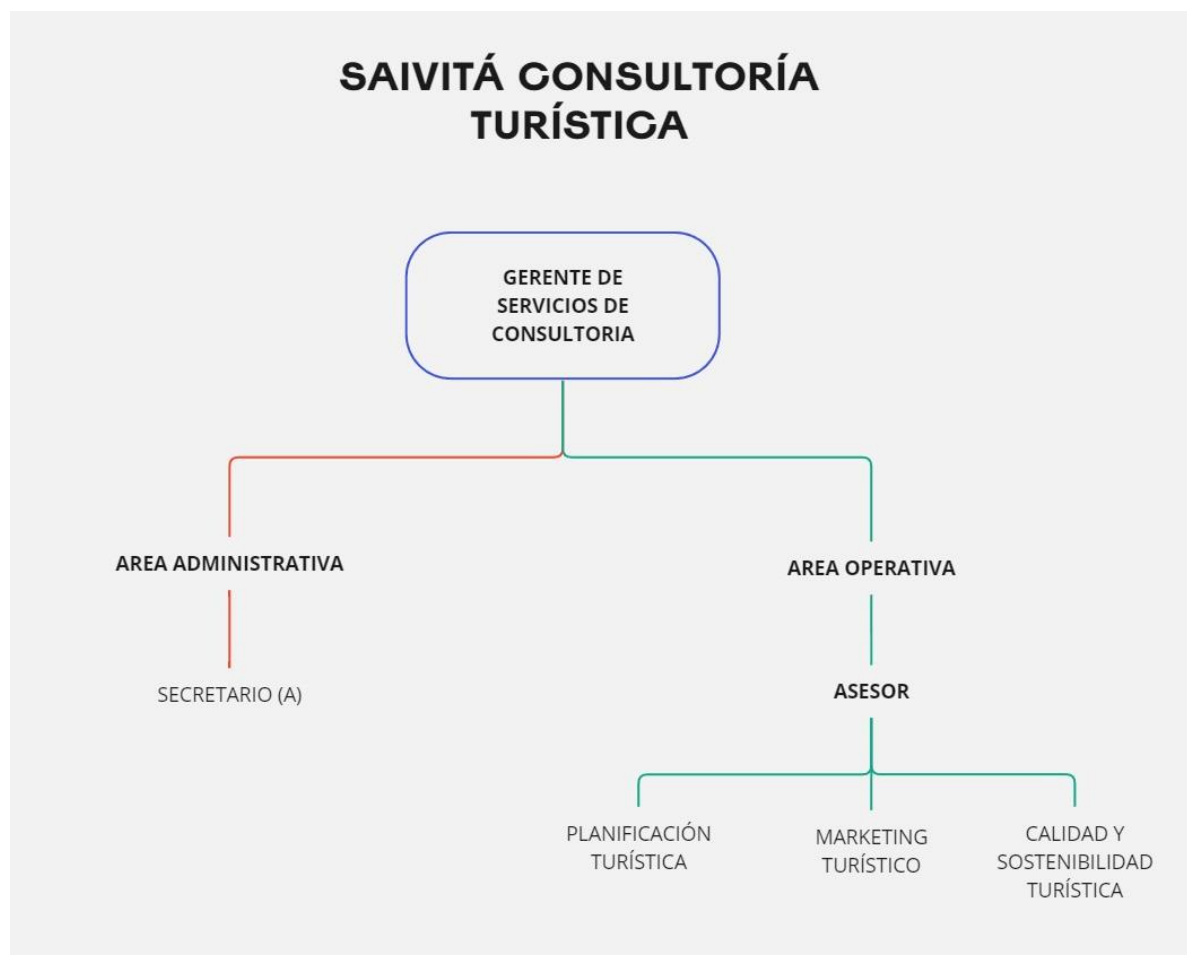 SAIVITÁ CONSULTORÍA
TURÍSTICA
GERENTE DE
SERVICIOS DE
CONSULTORIA
AREA ADMINISTRATIVA
AREA OPERATIVA
SECRETARIO (A)
ASESOR
PLANIFICACIÓN
TURÍSTICA
MARKETING
TURÍSTICO
CALIDAD Y
SOSTENIBILIDAD
TURÍSTICA